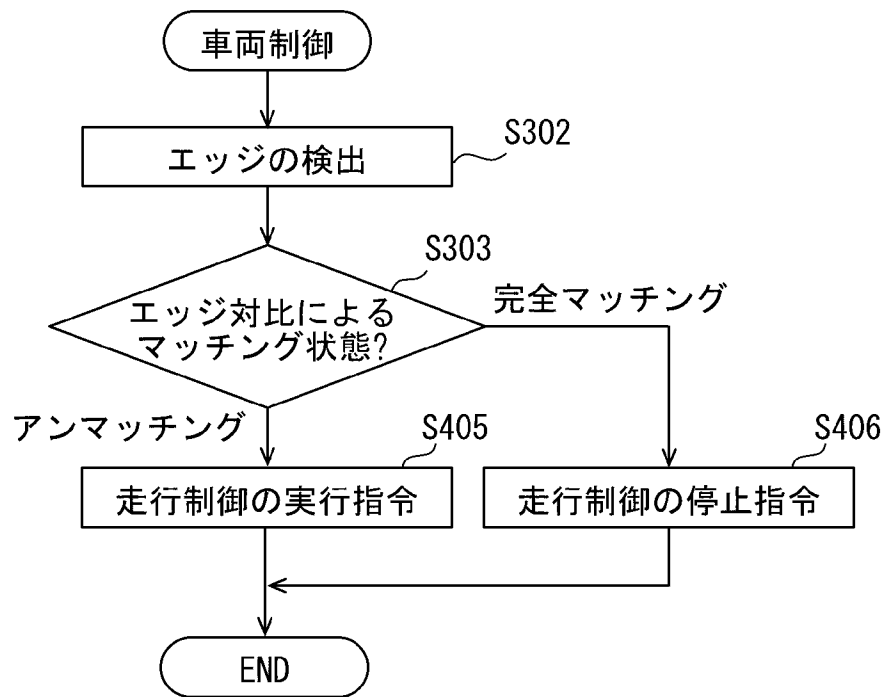 車両制御
エッジの検出
S302
S303
エッジ対比による
マッチング状態?
完全マッチング
アンマッチング
S405
走行制御の実行指令
S406
走行制御の停止指令
END